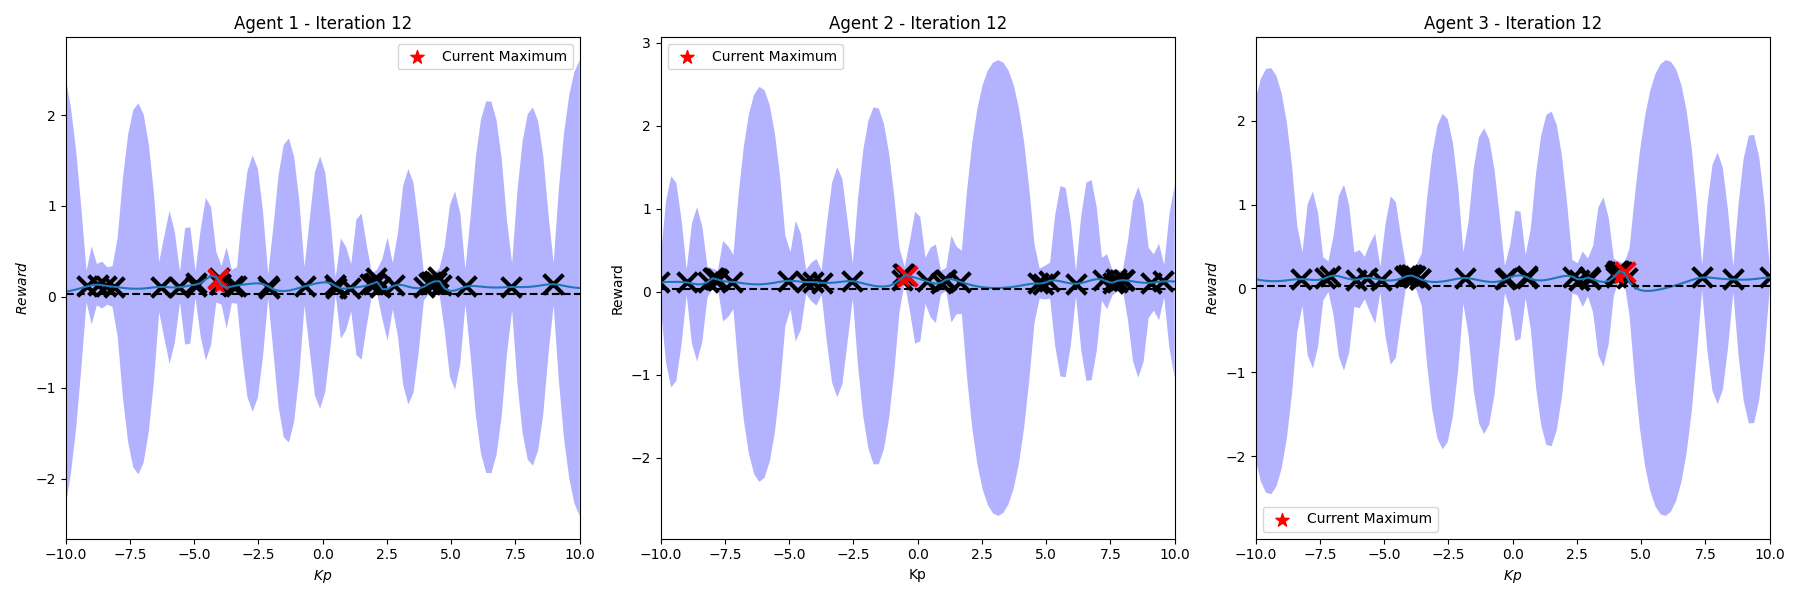 Agent 1 - Iteration 12
Current Maximum
Reward
2
1
0
−1
−2
−10.0 −7.5 −5.0 −2.5 0.0 2.5 5.0 7.5 10.0
Kp
Agent 2 - Iteration 12
Current Maximum
Reward
3
2
1
0
−1
−2
−10.0 −7.5 −5.0 −2.5 0.0 2.5 5.0 7.5 10.0
Kp
Agent 3 - Iteration 12
Reward
2
1
0
−1
−2
Current Maximum
−10.0 −7.5 −5.0 −2.5 0.0 2.5 5.0 7.5 10.0
Kp